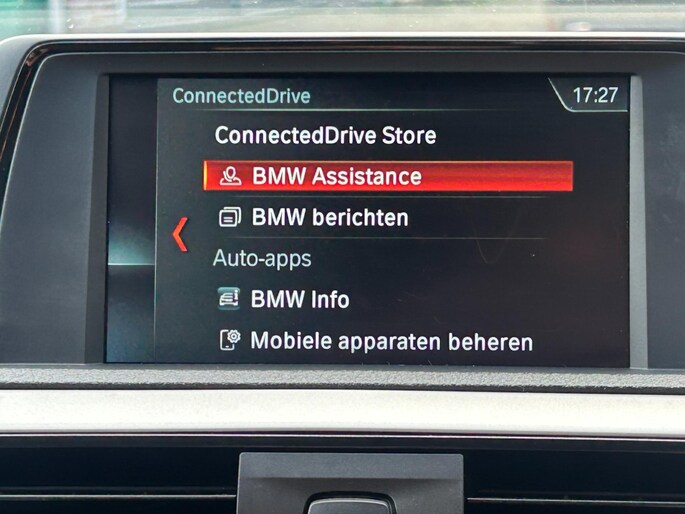 ConnectedDrive
17:27
ConnectedDrive Store
BMW Assistance
BMW berichten
Auto-apps
BMW Info
Mobiele apparaten beheren